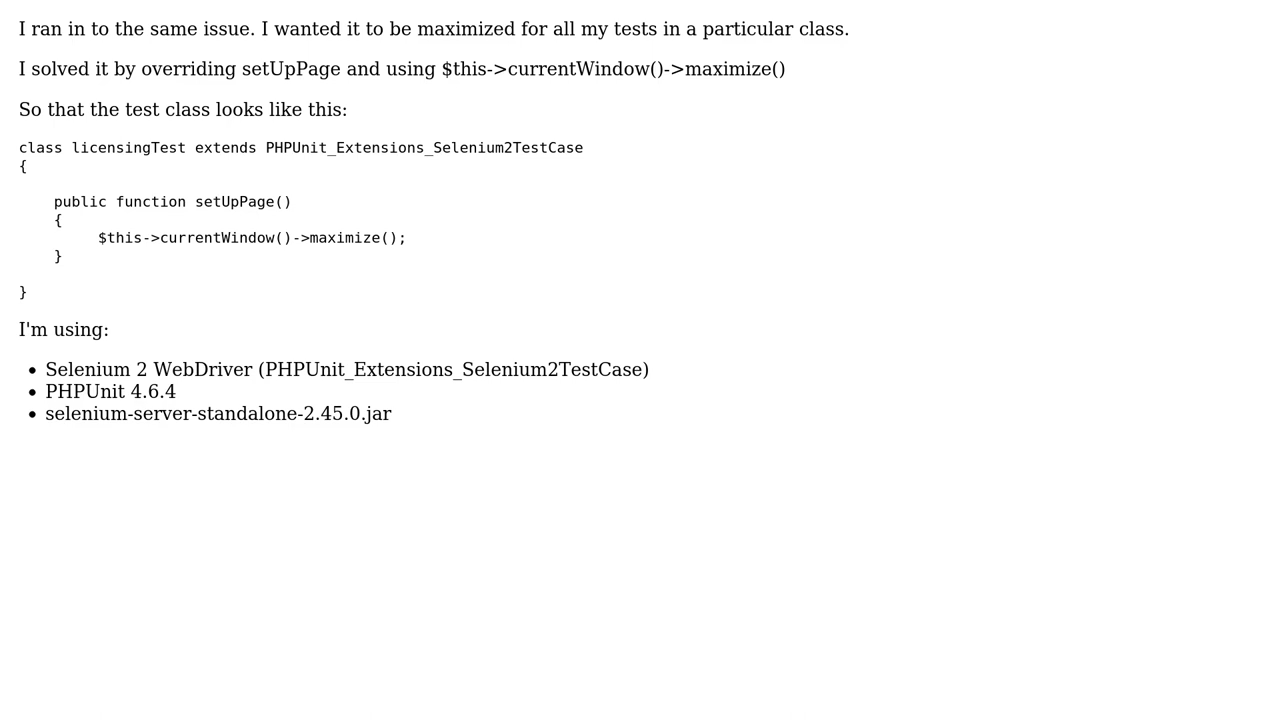 I ran in to the same issue. I wanted it to be maximized for all my tests in a particular class.
I solved it by overriding setUpPage and using $this->currentWindow()->maximize()
So that the test class looks like this:
class licensingTest extends PHPUnit_Extensions_Selenium2TestCase
{
    public function setUpPage()
    {
         $this->currentWindow()->maximize();
    }
}
I'm using:
• Selenium 2 WebDriver (PHPUnit_Extensions_Selenium2TestCase)
• PHPUnit 4.6.4
• selenium-server-standalone-2.45.0.jar